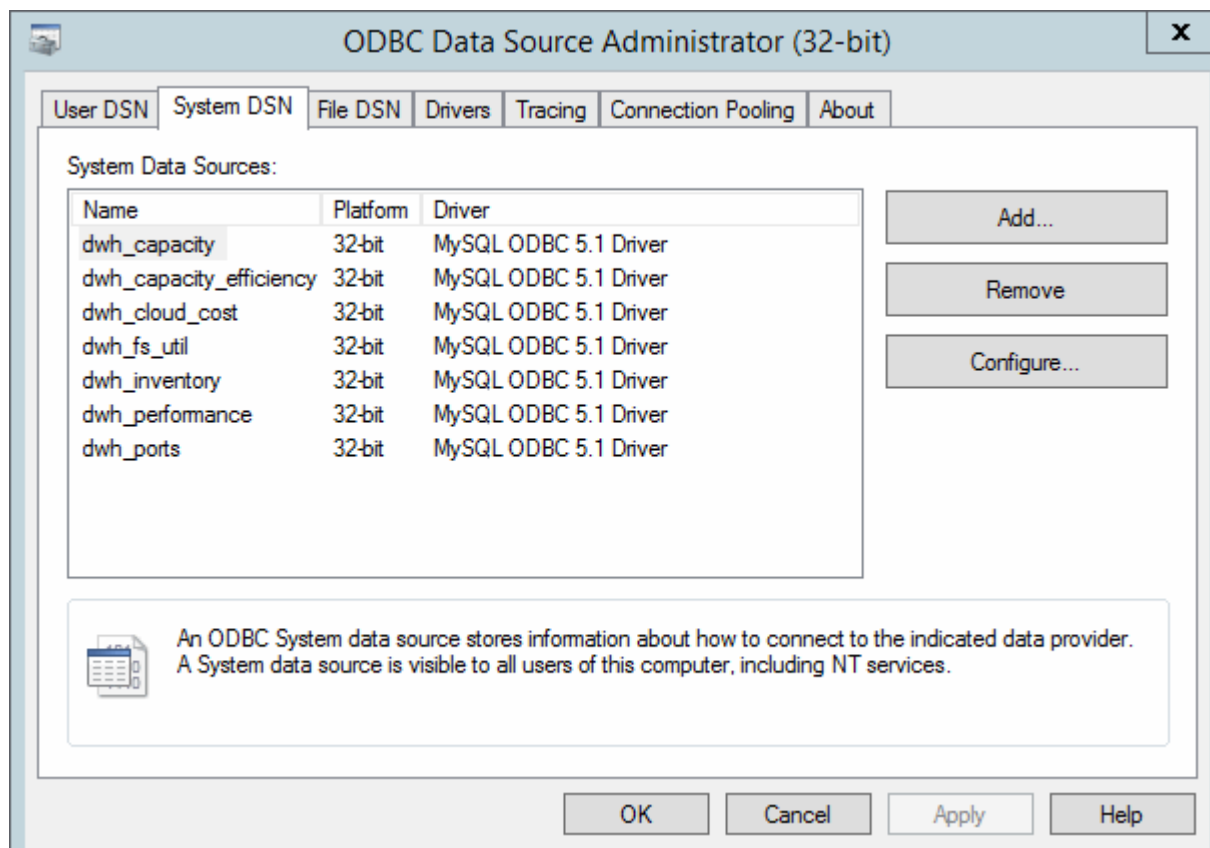 ODBC Data Source Administrator (32-bit)
x
User DSN System DSN File DSN Drivers Tracing Connection Pooling About
System Data Sources:
Name Platform Driver
dwh_capacity 32-bit MySQL ODBC 5.1 Driver
dwh_capacity_efficiency 32-bit MySQL ODBC 5.1 Driver
dwh_cloud_cost 32-bit MySQL ODBC 5.1 Driver
dwh_fs_util 32-bit MySQL ODBC 5.1 Driver
dwh_inventory 32-bit MySQL ODBC 5.1 Driver
dwh_performance 32-bit MySQL ODBC 5.1 Driver
dwh_ports 32-bit MySQL ODBC 5.1 Driver
Add...
Remove
Configure...
An ODBC System data source stores information about how to connect to the indicated data provider.
A System data source is visible to all users of this computer, including NT services.
OK Cancel Apply Help